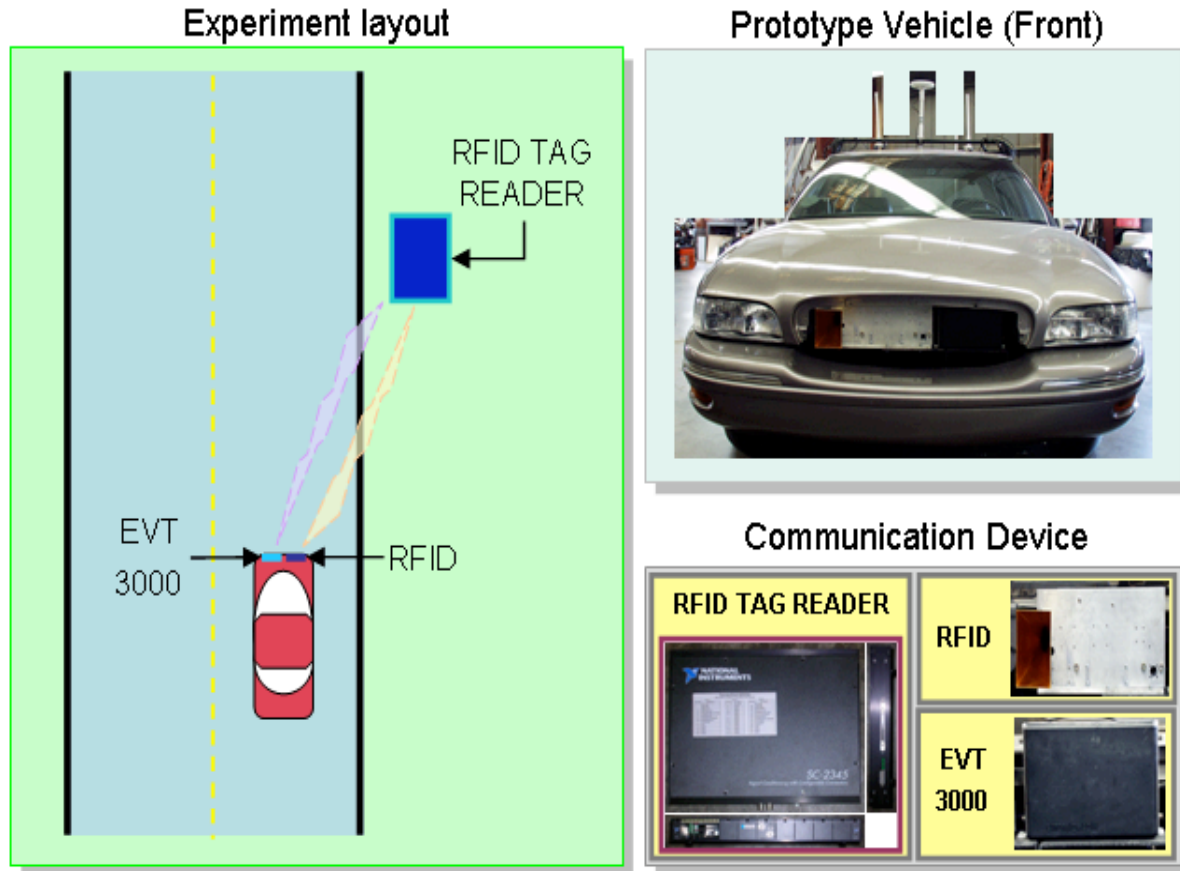 Experiment layout
RFID TAG
READER
EVT
3000
RFID
Prototype Vehicle (Front)
Communication Device
RFID TAG READER
NATIONAL
INSTRUMENTS
SC-2345
RFID
EVT
3000